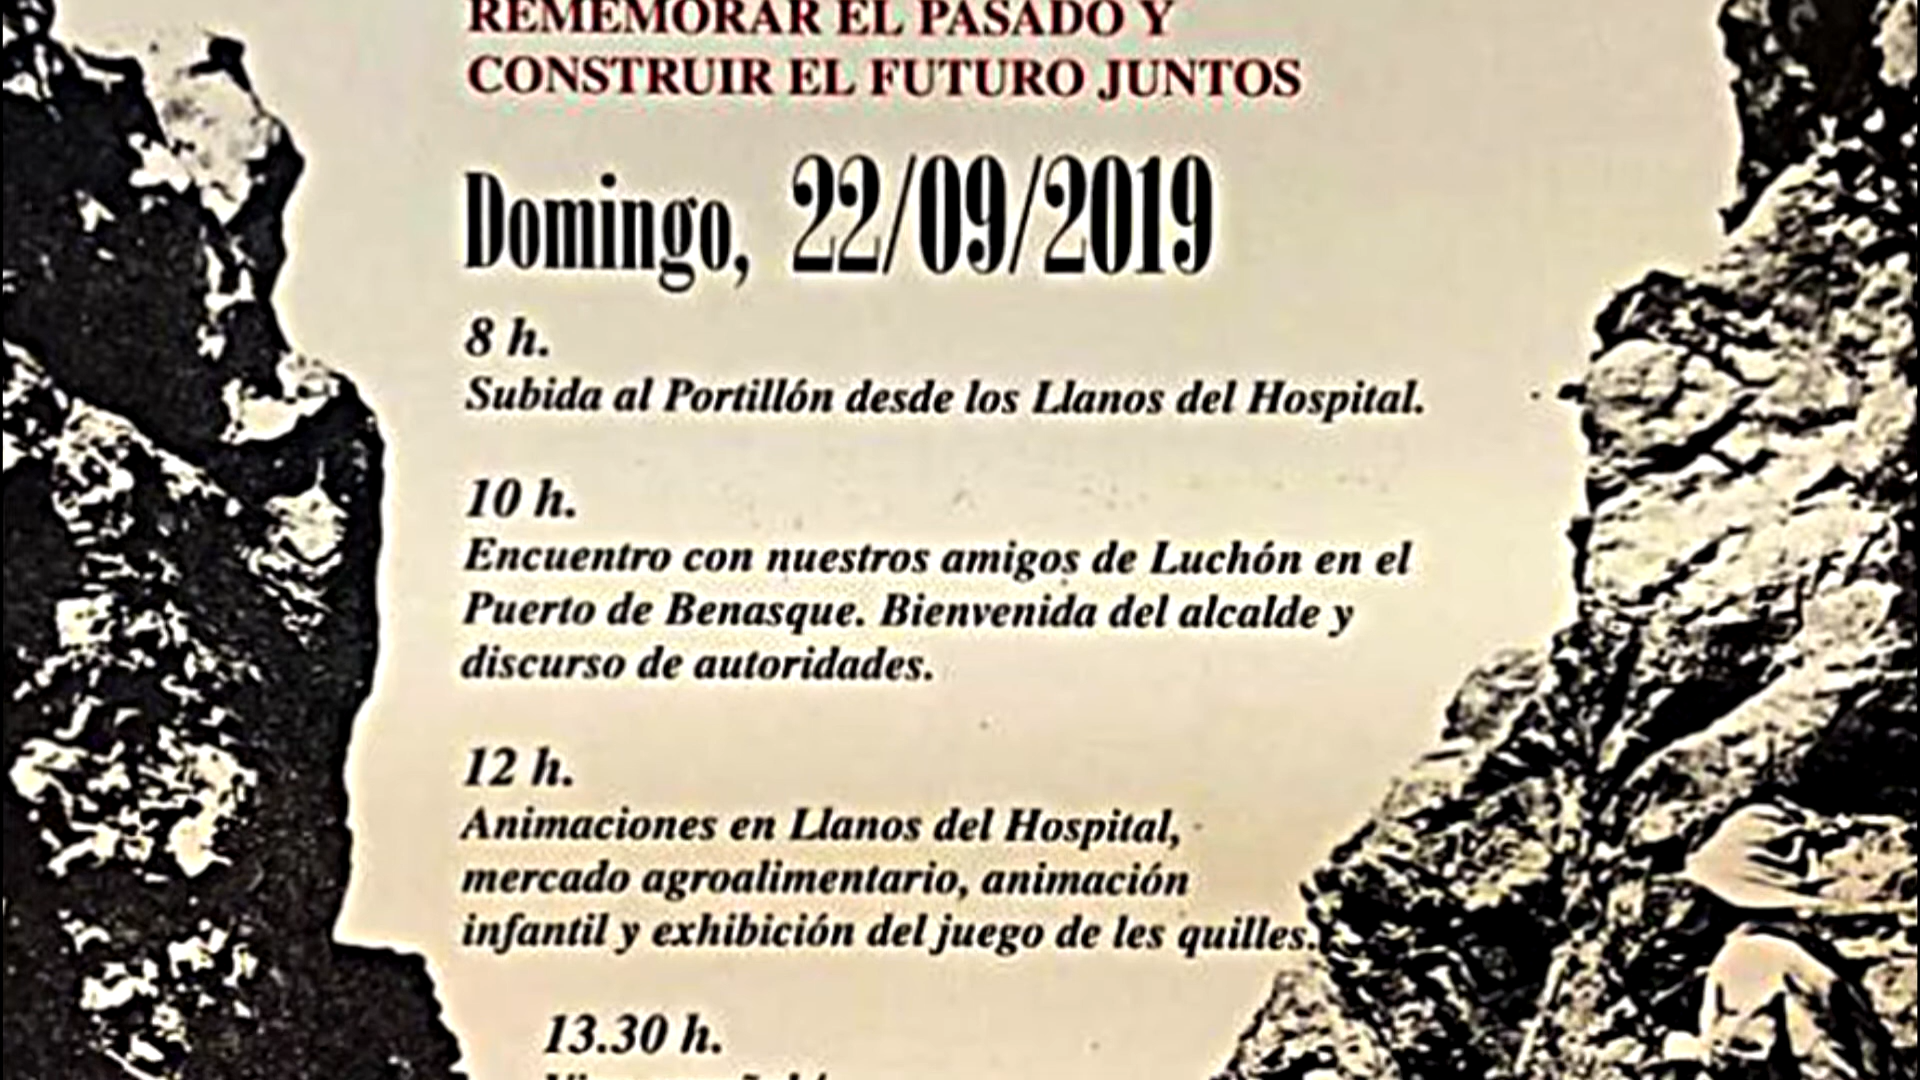 REMEMORAR EL PASADO Y
CONSTRUIR EL FUTURO JUNTOS
Domingo, 22/09/2019
8 h.
Subida al Portillón desde los Llanos del Hospital.
10 h.
Encuentro con nuestros amigos de Luchón en el
Puerto de Benasque. Bienvenida del alcalde y
discurso de autoridades.
12 h.
Animaciones en Llanos del Hospital,
mercado agroalimentario, animación
infantil y exhibición del juego de les quilles.
13.30 h.